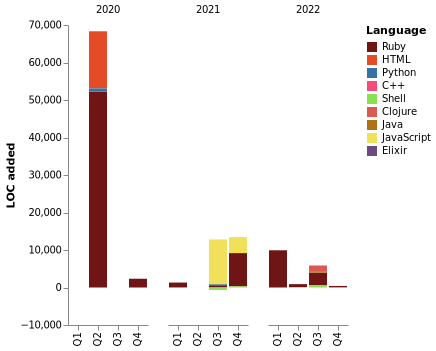 2020 2021 2022
70,000
60,000
50,000
40,000
30,000
20,000
10,000
0
−10,000
LOC added
Q1 Q2 Q3 Q4 Q1 Q2 Q3 Q4 Q1 Q2 Q3 Q4
Language
Ruby
HTML
Python
C++
Shell
Clojure
Java
JavaScript
Elixir